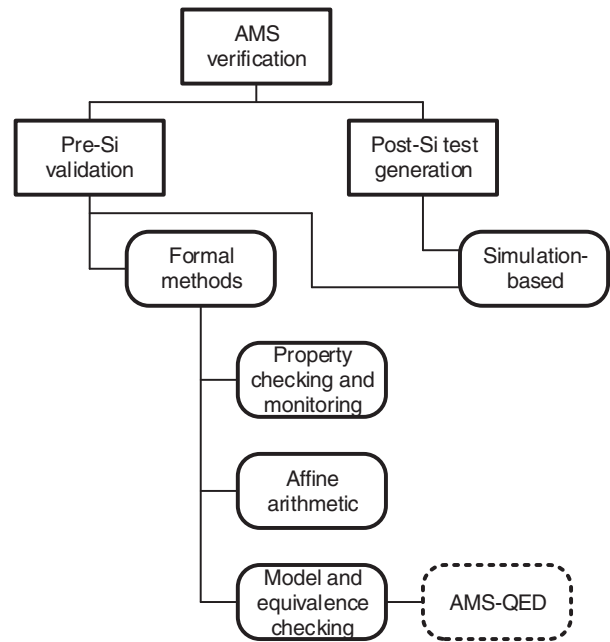 AMS
verification
Pre-Si
validation
Post-Si test
generation
Formal
methods
Simulation-
based
Property
checking and
monitoring
Affine
arithmetic
Model and
equivalence
checking
AMS-QED